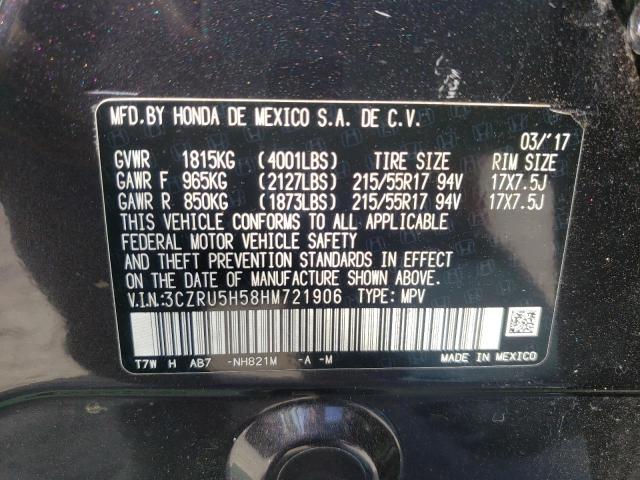 MFD.BY HONDA DE MEXICO S.A. DE C.V.
03/'17
GVWR 1815KG (4001LBS) TIRE SIZE RIM SIZE
GAWR F 965KG (2127LBS) 215/55R17 94V 17X7.5J
GAWR R 850KG (1873LBS) 215/55R17 94V 17X7.5J
THIS VEHICLE CONFORMS TO ALL APPLICABLE
FEDERAL MOTOR VEHICLE SAFETY
AND THEFT PREVENTION STANDARDS IN EFFECT
ON THE DATE OF MANUFACTURE SHOWN ABOVE.
V.I.N.:3CZRU5H58HM721906 TYPE: MPV
T7W H AB7 -NH821M -A -M
MADE IN MEXICO